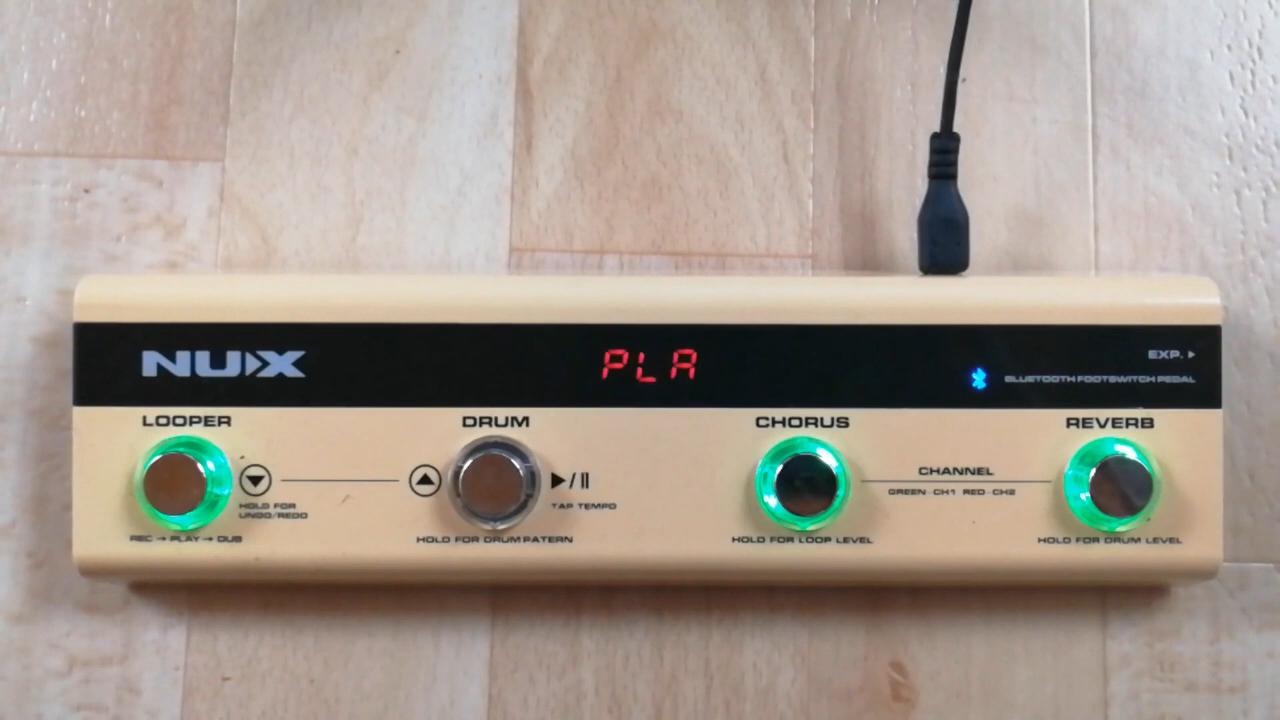 NUX
PLA
EXP.
BLUETOOTH FOOTSWITCH PEDAL
LOOPER
DRUM
CHORUS
REVERB
HOLD FOR
UNDO/REDO
▶/II
TAP TEMPO
CHANNEL
GREEN-CH1 RED-CH2
REC → PLAY → DUB
HOLD FOR DRUM PATERN
HOLD FOR LOOP LEVEL
HOLD FOR DRUM LEVEL